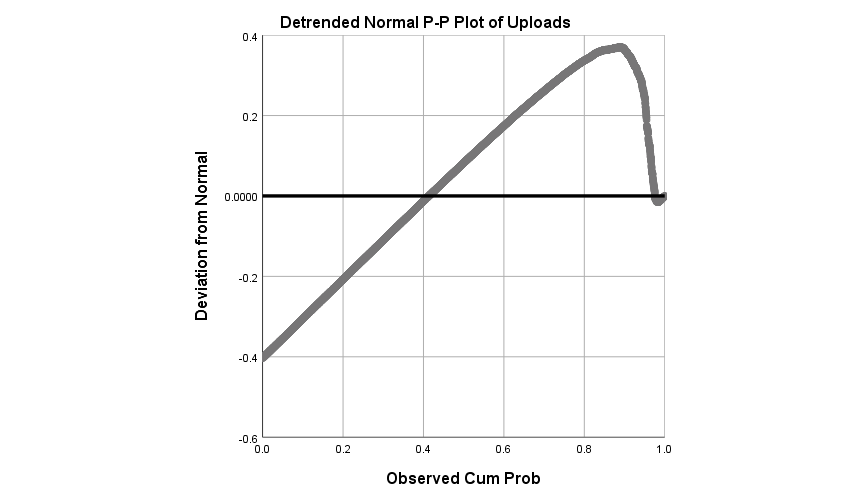 Detrended Normal P-P Plot of Uploads
0.4
0.2
0.0000
-0.2
-0.4
-0.6
Deviation from Normal
0.0 0.2 0.4 0.6 0.8 1.0
Observed Cum Prob